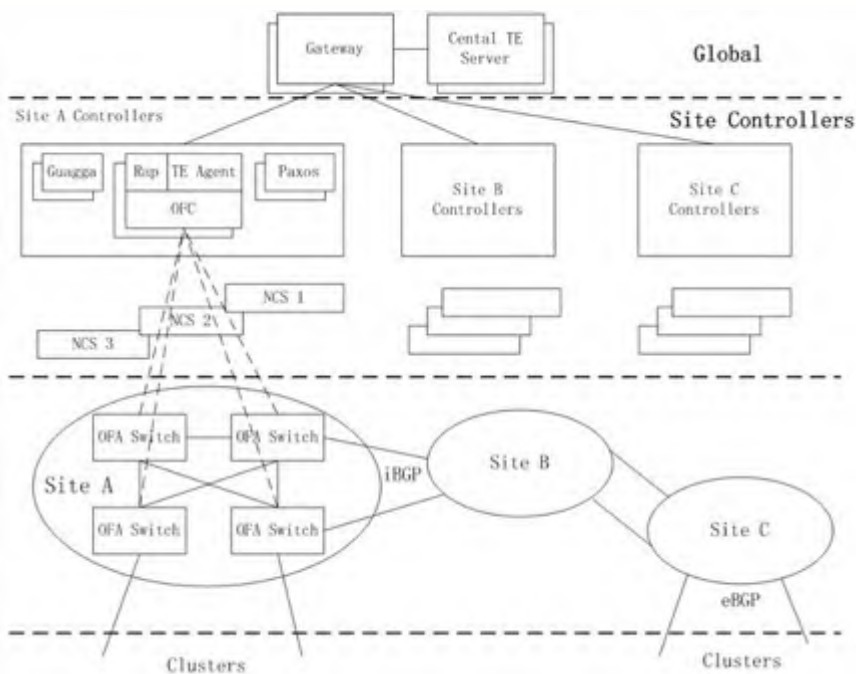 Gateway
Cental TE
Server
Global
Site A Controllers
Site Controllers
Guagga
Rap
TE Agent
Paxos
OFC
Site B
Controllers
Site C
Controllers
NCS 1
NCS 2
NCS 3
OFA Switch
OFA Switch
Site A
iBGP
Site B
OFA Switch
OFA Switch
Site C
eBGP
Clusters
Clusters